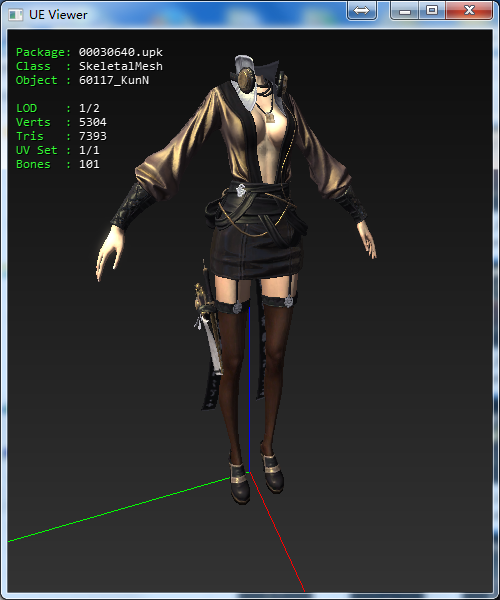 UE Viewer
Package: 00030640.upk
Class : SkeletalMesh
Object : 60117_KunN
LOD : 1/2
Verts : 5304
Tris : 7393
UV Set : 1/1
Bones : 101